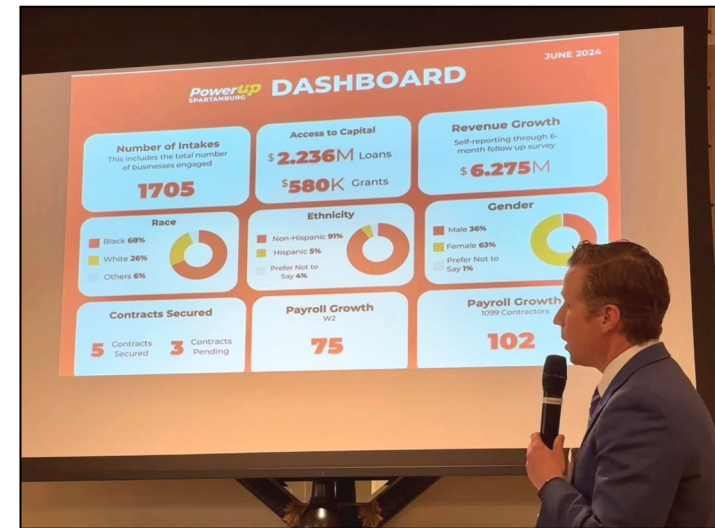 JUNE 2024
Powerup DASHBOARD
SPARTANBURG
Number of Intakes
This includes the total number
of businesses engaged
1705
Access to Capital
$2.236M Loans
$580K Grants
Revenue Growth
Self-reporting through 6-
month follow up survey
$6.275M
Race
Black 68%
White 26%
Others 6%
Ethnicity
Non-Hispanic 91%
Hispanic 5%
Prefer Not to
Say 4%
Gender
Male 36%
Female 63%
Prefer Not to
Say 1%
Contracts Secured
5 Contracts
Secured
3 Contracts
Pending
Payroll Growth
W2
75
Payroll Growth
1099 Contractors
102